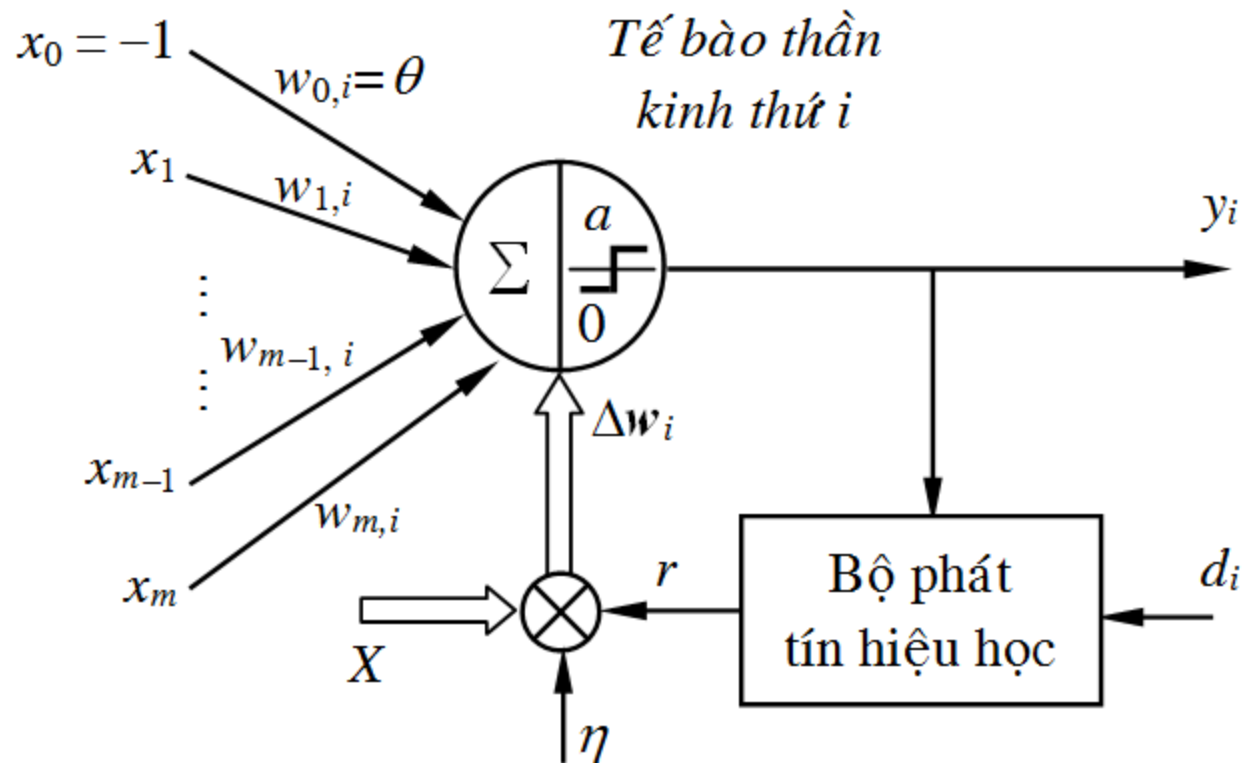 x₀ = −1
w₀,ᵢ= θ
Tế bào thần
kinh thứ i
x₁
w₁,ᵢ
a
yᵢ
Σ
0
⋮
wₘ₋₁, ᵢ
⋮
Δwᵢ
xₘ₋₁
wₘ,ᵢ
xₘ
r
Bộ phát
tín hiệu học
dᵢ
X
η